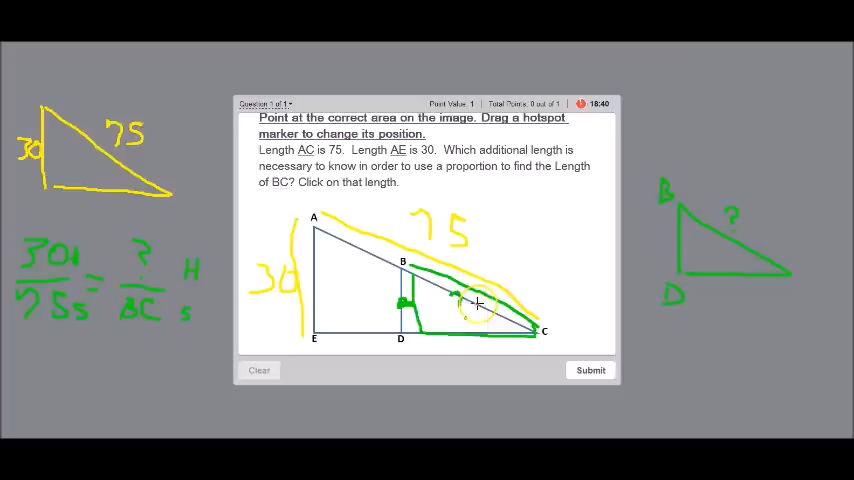 Question 1 of 1
Point Value: 1 Total Points: 0 out of 1 18:40
Point at the correct area on the image. Drag a hotspot
marker to change its position.
Length AC is 75. Length AE is 30. Which additional length is
necessary to know in order to use a proportion to find the Length
of BC? Click on that length.
75
30
A
B
C
E
D
75
30
B
?
D
30 ? H
75 s = BC s
Clear
Submit